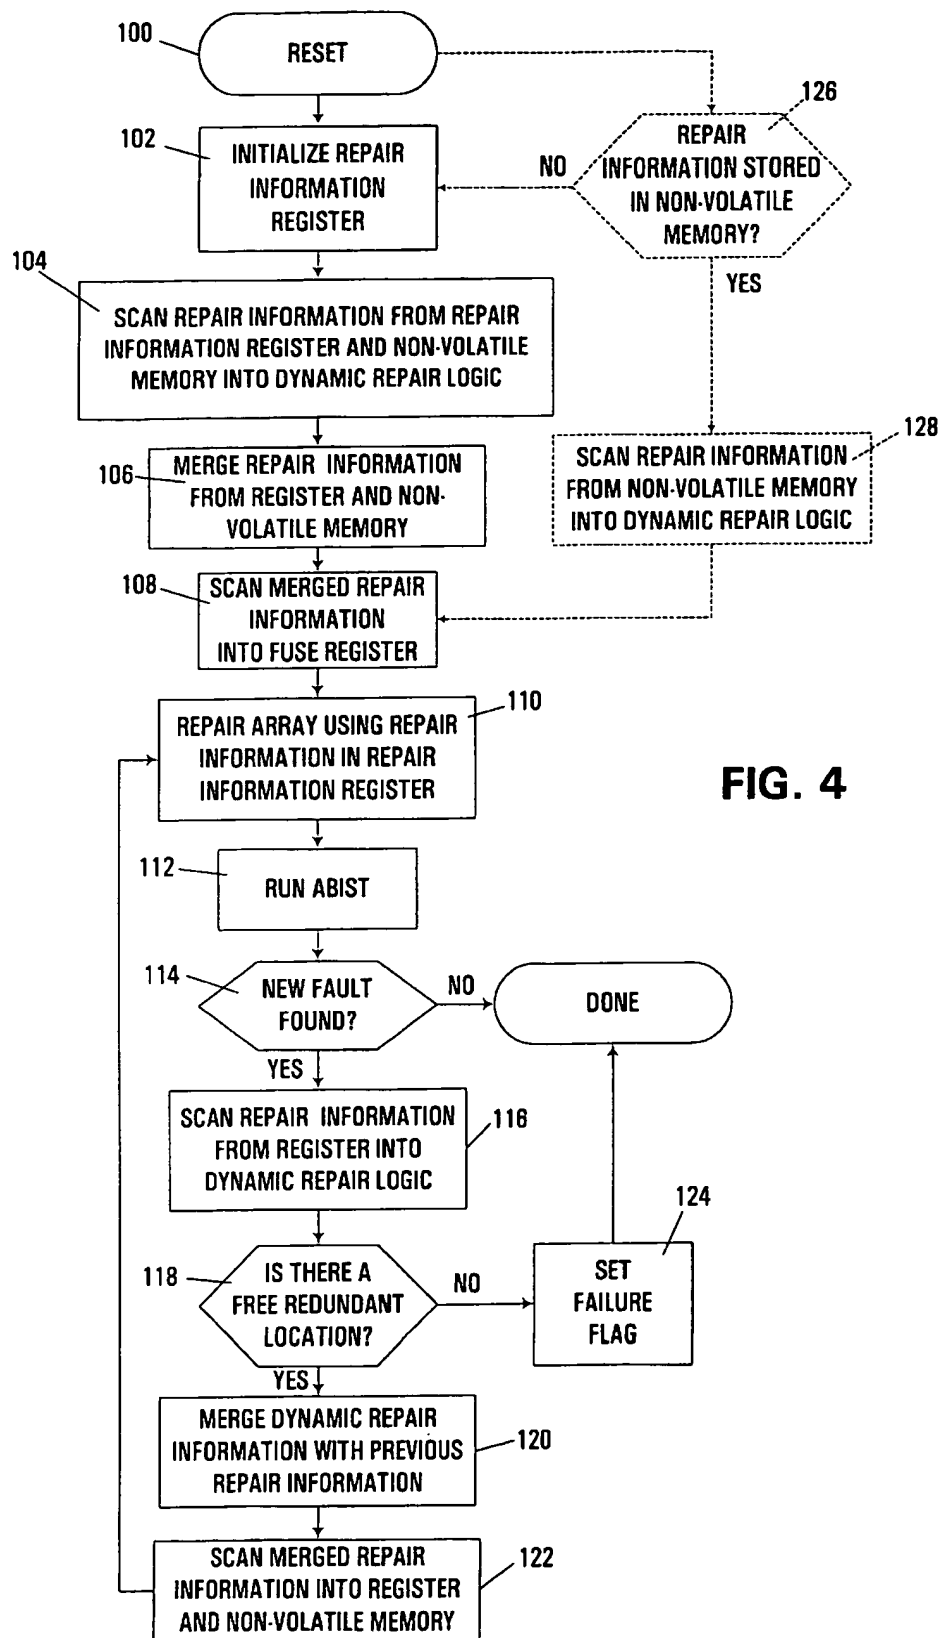 100
RESET
126
REPAIR
INFORMATION STORED
IN NON-VOLATILE
MEMORY?
NO
YES
102
INITIALIZE REPAIR
INFORMATION
REGISTER
104
SCAN REPAIR INFORMATION FROM REPAIR
INFORMATION REGISTER AND NON-VOLATILE
MEMORY INTO DYNAMIC REPAIR LOGIC
128
SCAN REPAIR INFORMATION
FROM NON-VOLATILE MEMORY
INTO DYNAMIC REPAIR LOGIC
106
MERGE REPAIR INFORMATION
FROM REGISTER AND NON-
VOLATILE MEMORY
108
SCAN MERGED REPAIR
INFORMATION
INTO FUSE REGISTER
110
REPAIR ARRAY USING REPAIR
INFORMATION IN REPAIR
INFORMATION REGISTER
FIG. 4
112
RUN ABIST
114
NEW FAULT
FOUND?
NO
DONE
YES
SCAN REPAIR INFORMATION
FROM REGISTER INTO
DYNAMIC REPAIR LOGIC
116
118
IS THERE A
FREE REDUNDANT
LOCATION?
NO
124
SET
FAILURE
FLAG
YES
MERGE DYNAMIC REPAIR
INFORMATION WITH PREVIOUS
REPAIR INFORMATION
120
SCAN MERGED REPAIR
INFORMATION INTO REGISTER
AND NON-VOLATILE MEMORY
122